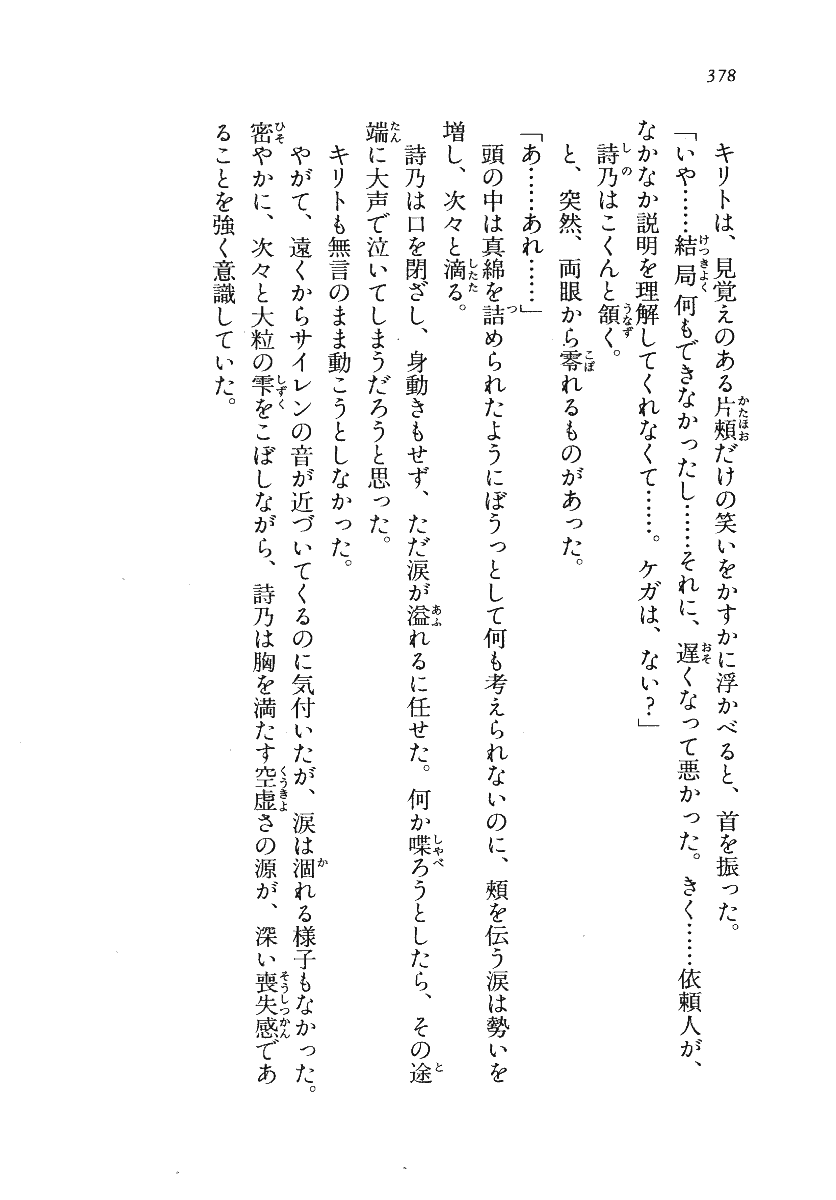 378
キリトは、見覚えのある片頰だけの笑いをかすかに浮かべると、首を振った。
「いや……結局何もできなかったし……それに、遅くなって悪かった。きく……依頼人が、
なかなか説明を理解してくれなくて……。ケガは、ない？」
詩乃はこくんと頷く。
と、突然、両眼から零れるものがあった。
「あ……あれ……」
頭の中は真綿を詰められたようにぼうっとして何も考えられないのに、頰を伝う涙は勢いを
増し、次々と滴る。
詩乃は口を閉ざし、身動きもせず、ただ涙が溢れるに任せた。何か喋ろうとしたら、その途
端に大声で泣いてしまうだろうと思った。
キリトも無言のまま動こうとしなかった。
やがて、遠くからサイレンの音が近づいてくるのに気付いたが、涙は涸れる様子もなかった。
密やかに、次々と大粒の雫をこぼしながら、詩乃は胸を満たす空虚さの源が、深い喪失感であ
ることを強く意識していた。